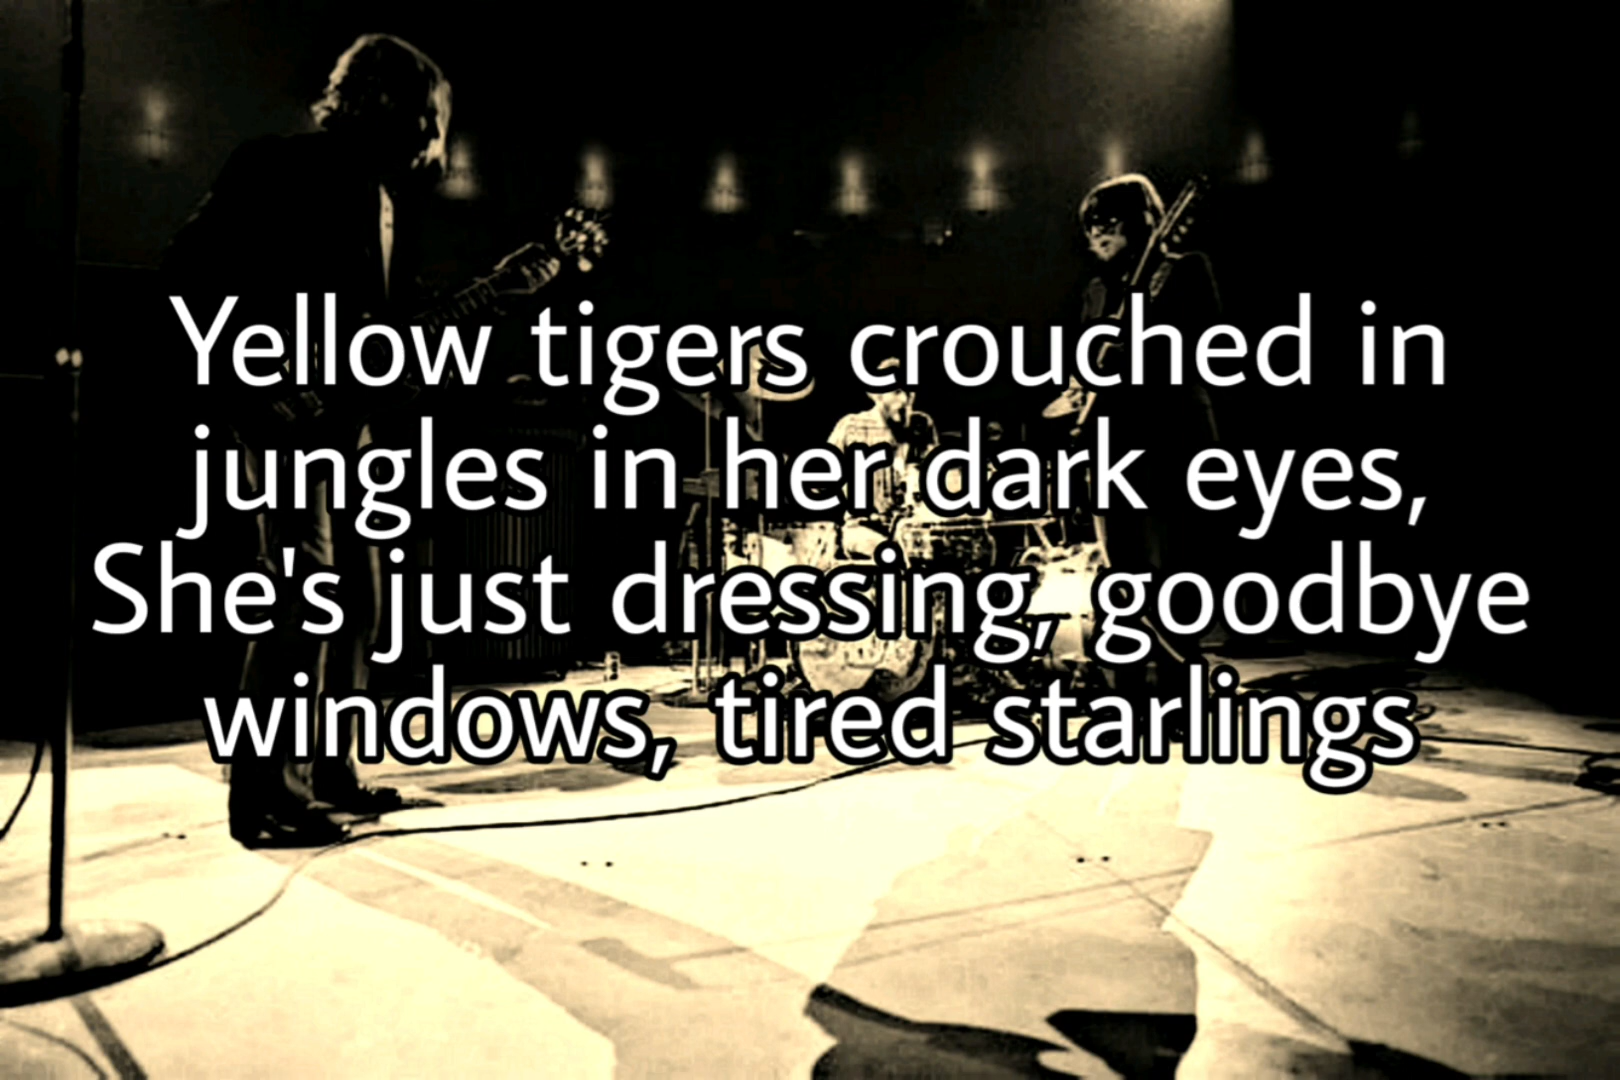 Yellow tigers crouched in
jungles in her dark eyes,
She's just dressing, goodbye
windows, tired starlings